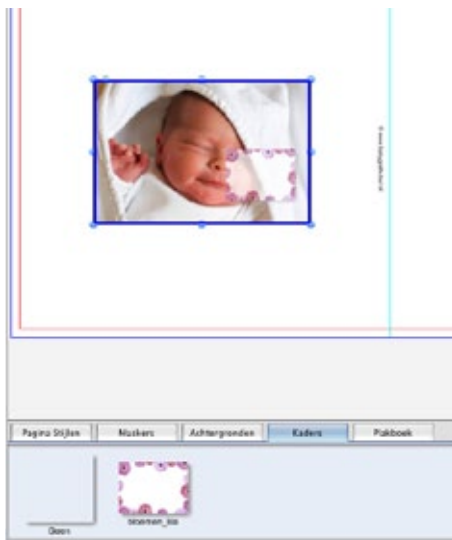 Pagina Stijlen
Maskers
Achtergronden
Kaders
Plakboek
Geen